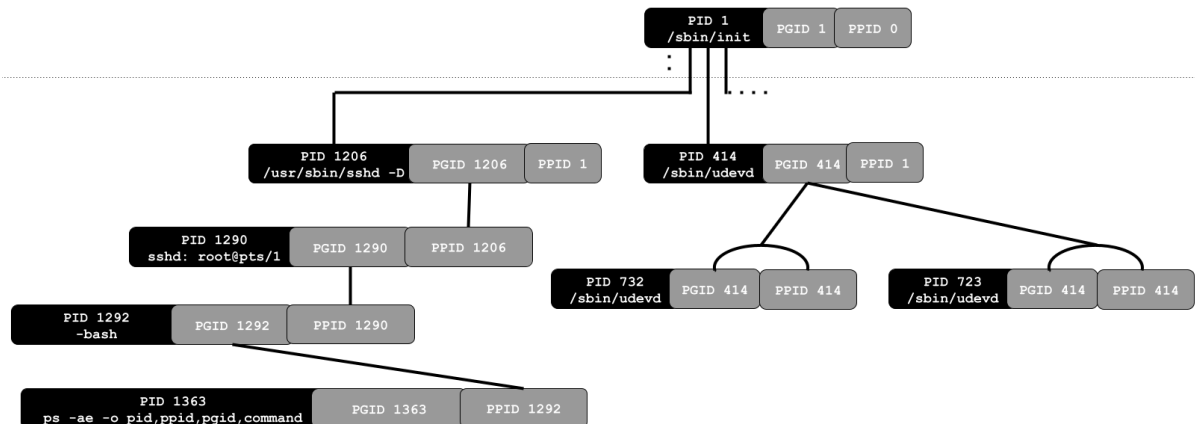 PID 1
/sbin/init
PGID 1
PPID 0
PID 1206
/usr/sbin/sshd -D
PGID 1206
PPID 1
PID 414
/sbin/udevd
PGID 414
PPID 1
PID 1290
sshd: root@pts/1
PGID 1290
PPID 1206
PID 732
/sbin/udevd
PGID 414
PPID 414
PID 723
/sbin/udevd
PGID 414
PPID 414
PID 1292
-bash
PGID 1292
PPID 1290
PID 1363
ps -ae -o pid,ppid,pgid,command
PGID 1363
PPID 1292